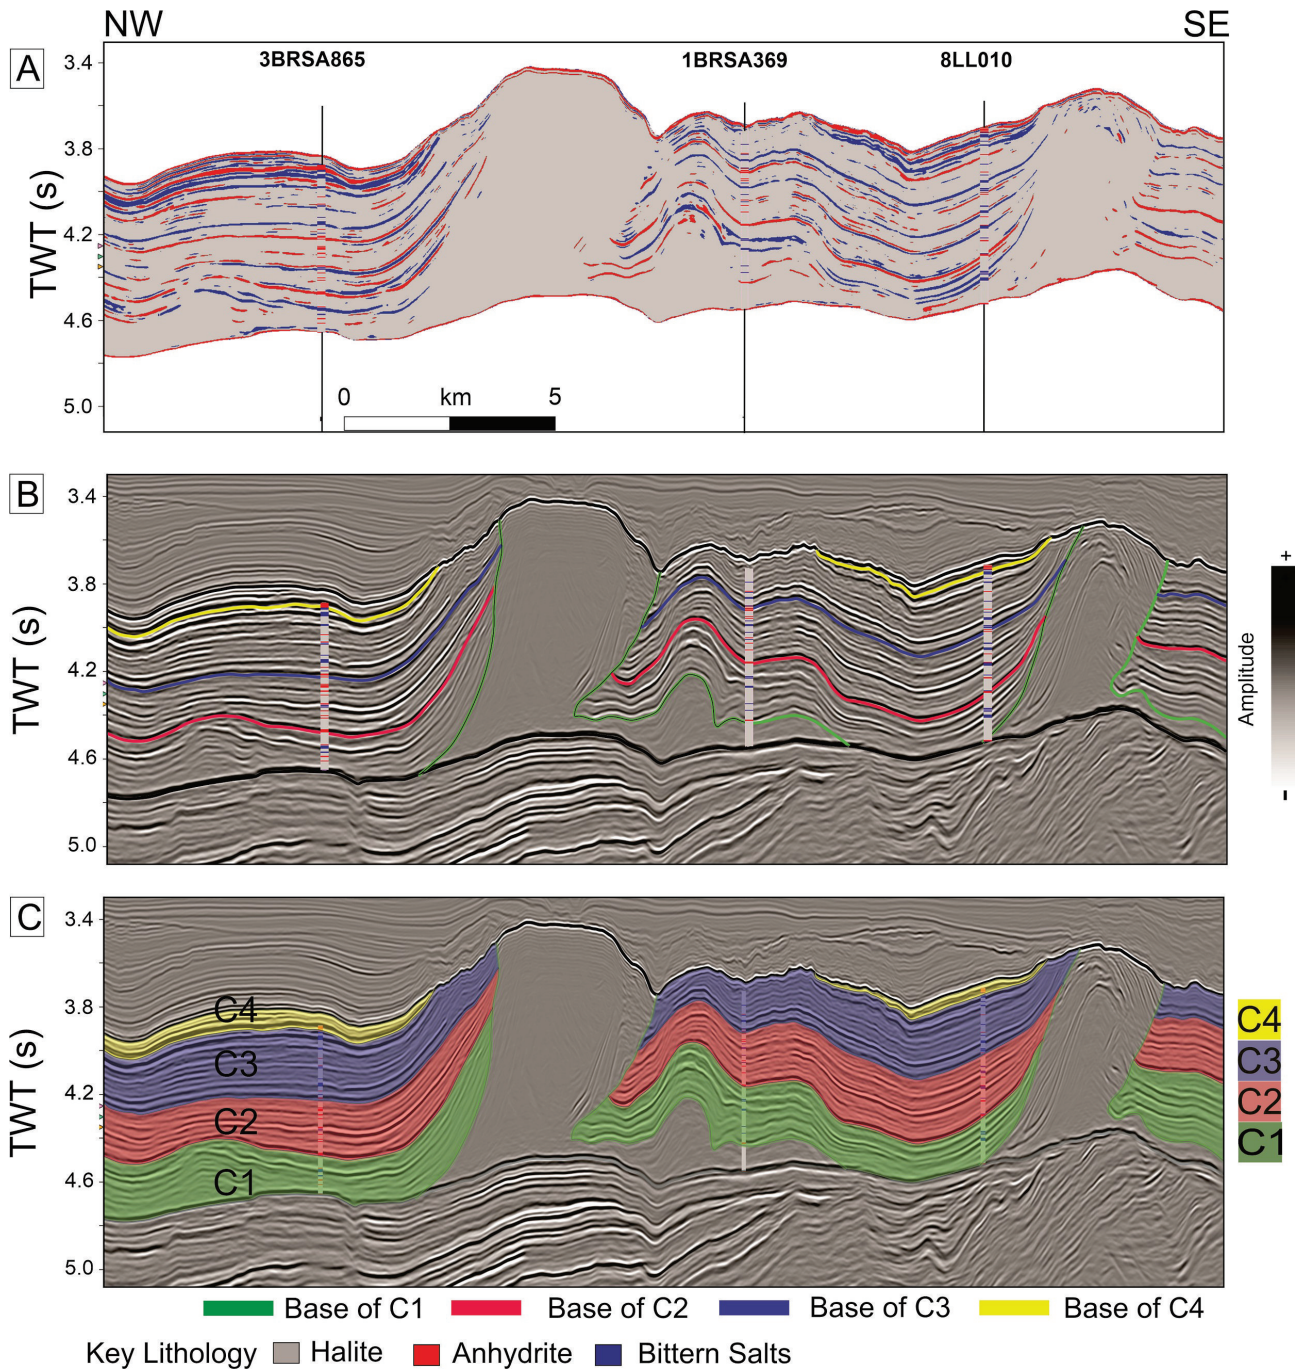 NW SE
A
3BRSA865 1BRSA369 8LL010
3.4
3.8
4.2
4.6
5.0
TWT (s)
0 km 5
B
3.4
3.8
4.2
4.6
5.0
TWT (s)
+
Amplitude
-
C
3.4
3.8
4.2
4.6
5.0
TWT (s)
C4
C3
C2
C1
C4
C3
C2
C1
Base of C1 Base of C2 Base of C3 Base of C4
Key Lithology Halite Anhydrite Bittern Salts